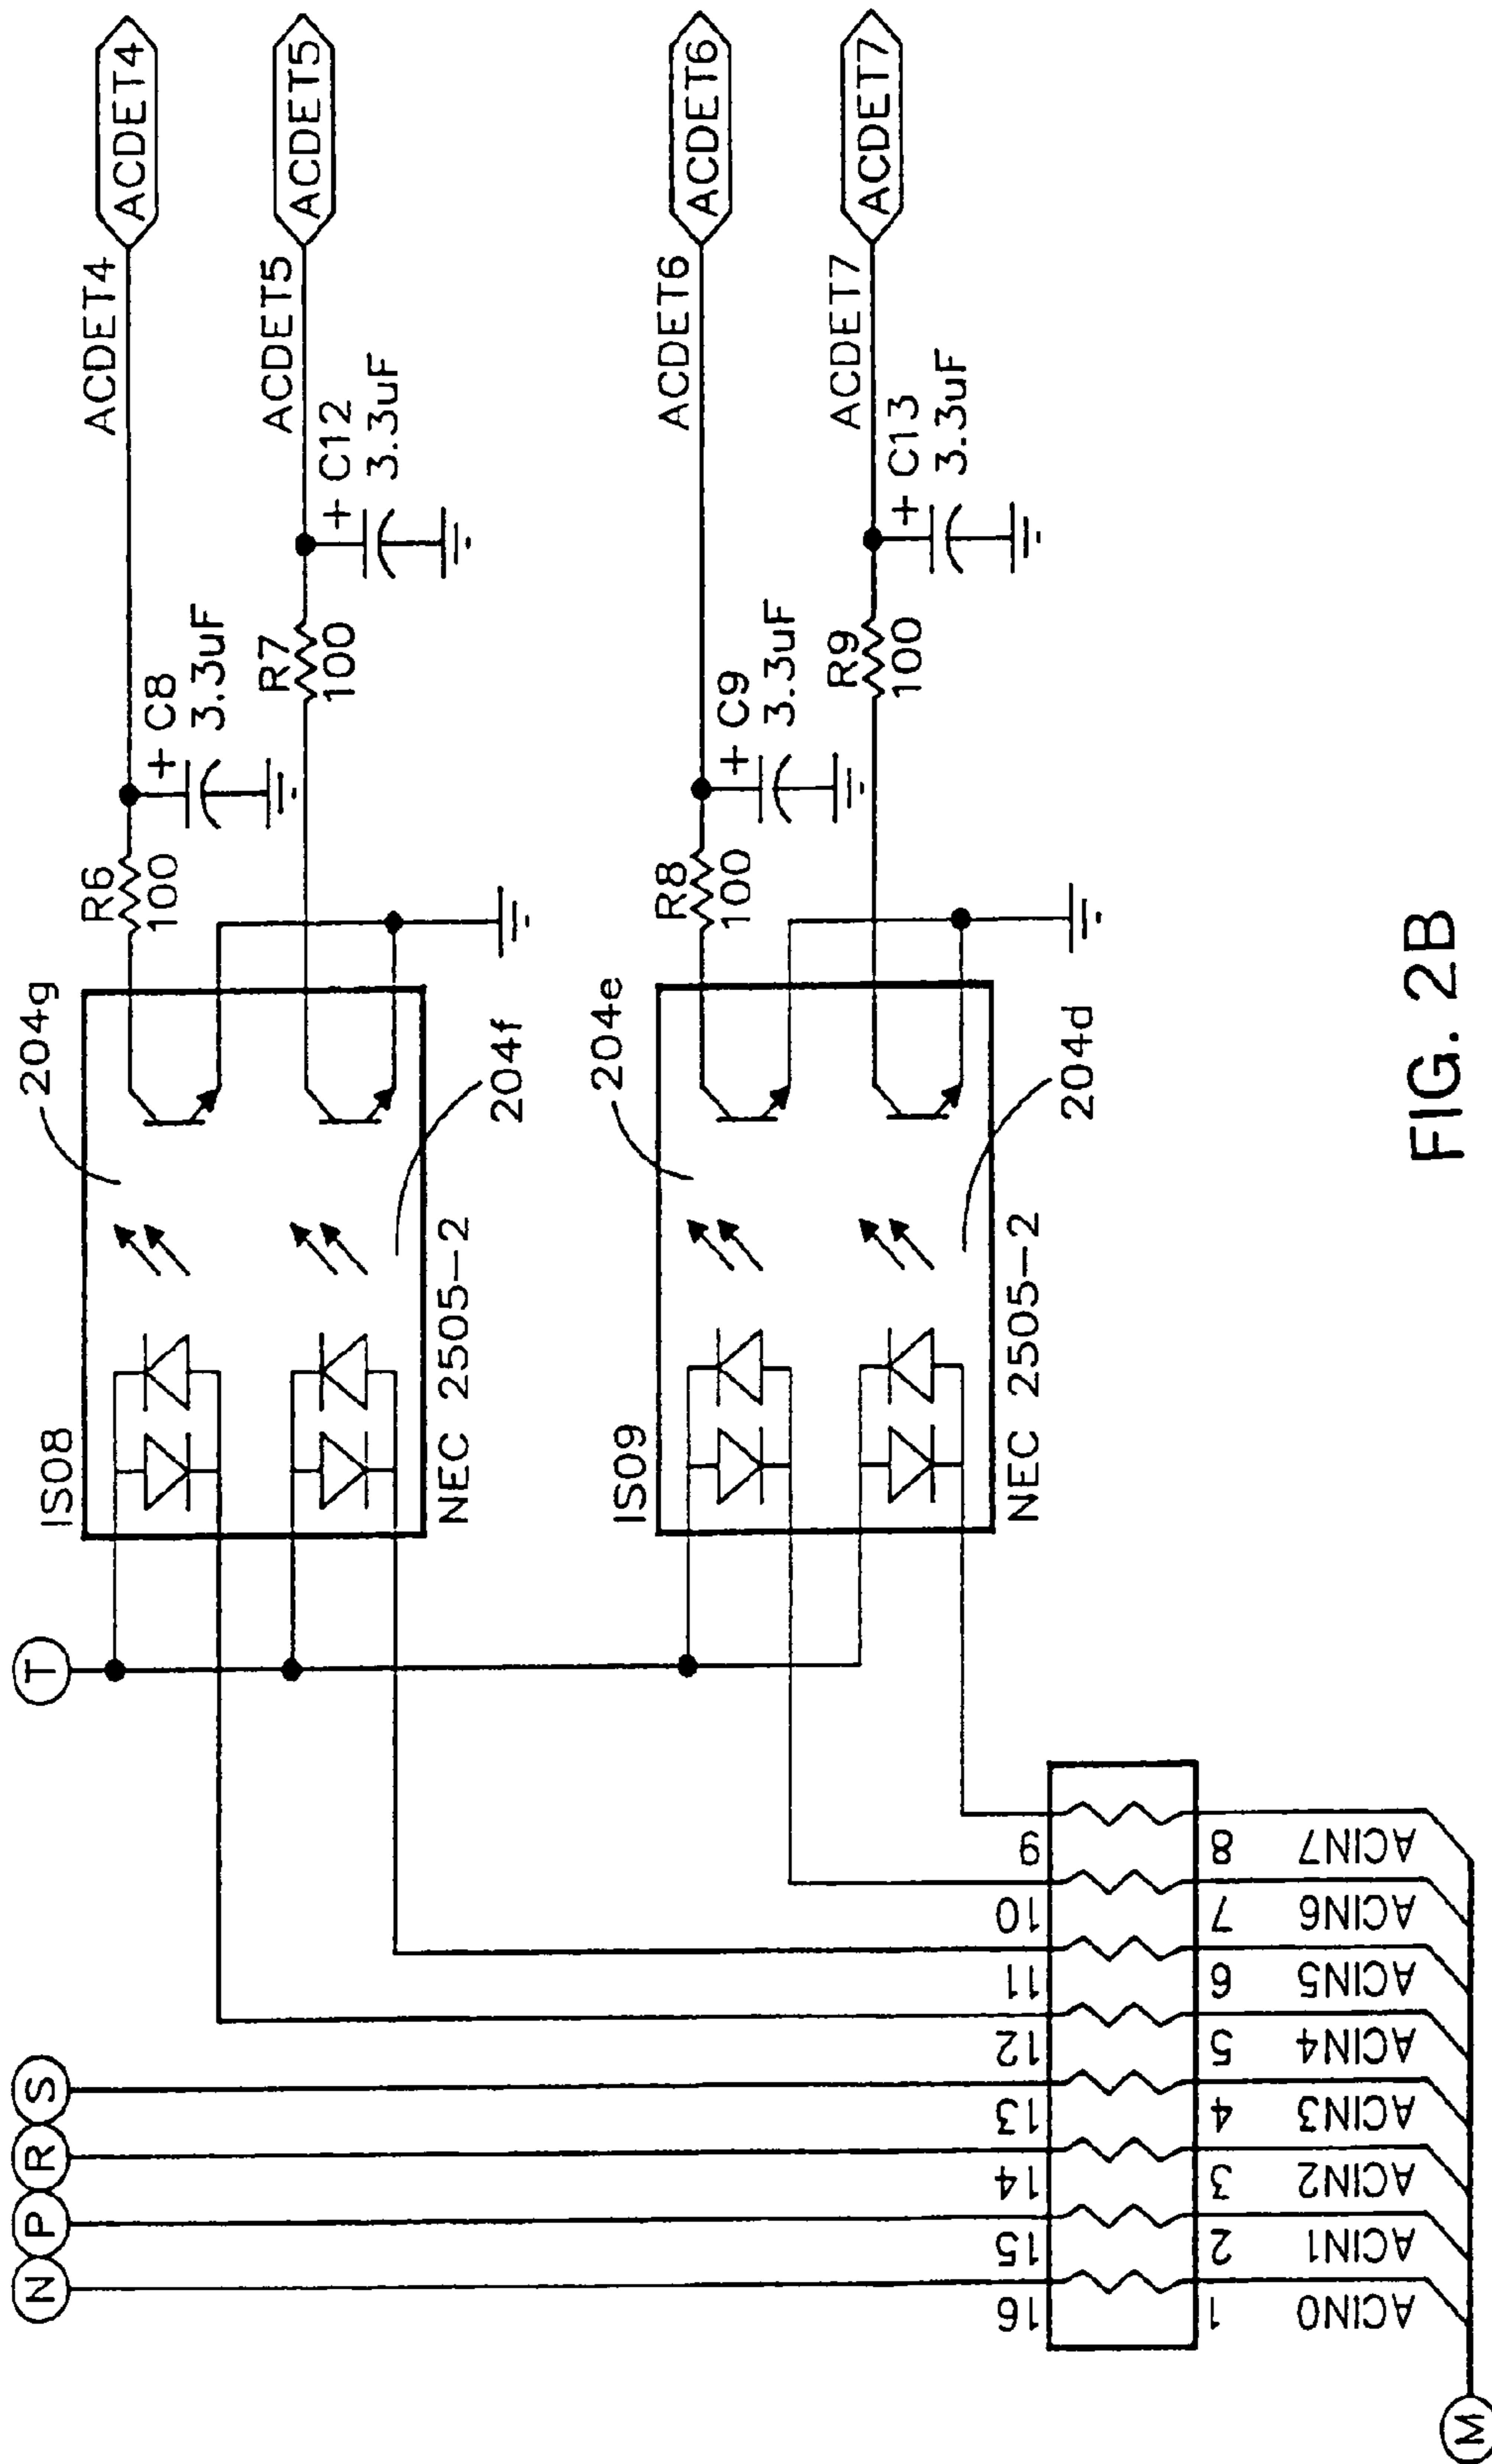 T
IS08
204g
R6
100
+ C8
3.3uF
ACDET4
ACDET4
R7
100
+ C12
3.3uF
ACDET5
ACDET5
204f
NEC 2505-2
IS09
204e
R8
100
+ C9
3.3uF
ACDET6
ACDET6
R9
100
+ C13
3.3uF
ACDET7
ACDET7
204d
NEC 2505-2
N
P
R
S
16
15
14
13
12
11
10
9
1
2
3
4
5
6
7
8
ACIN0
ACIN1
ACIN2
ACIN3
ACIN4
ACIN5
ACIN6
ACIN7
M
FIG. 2B